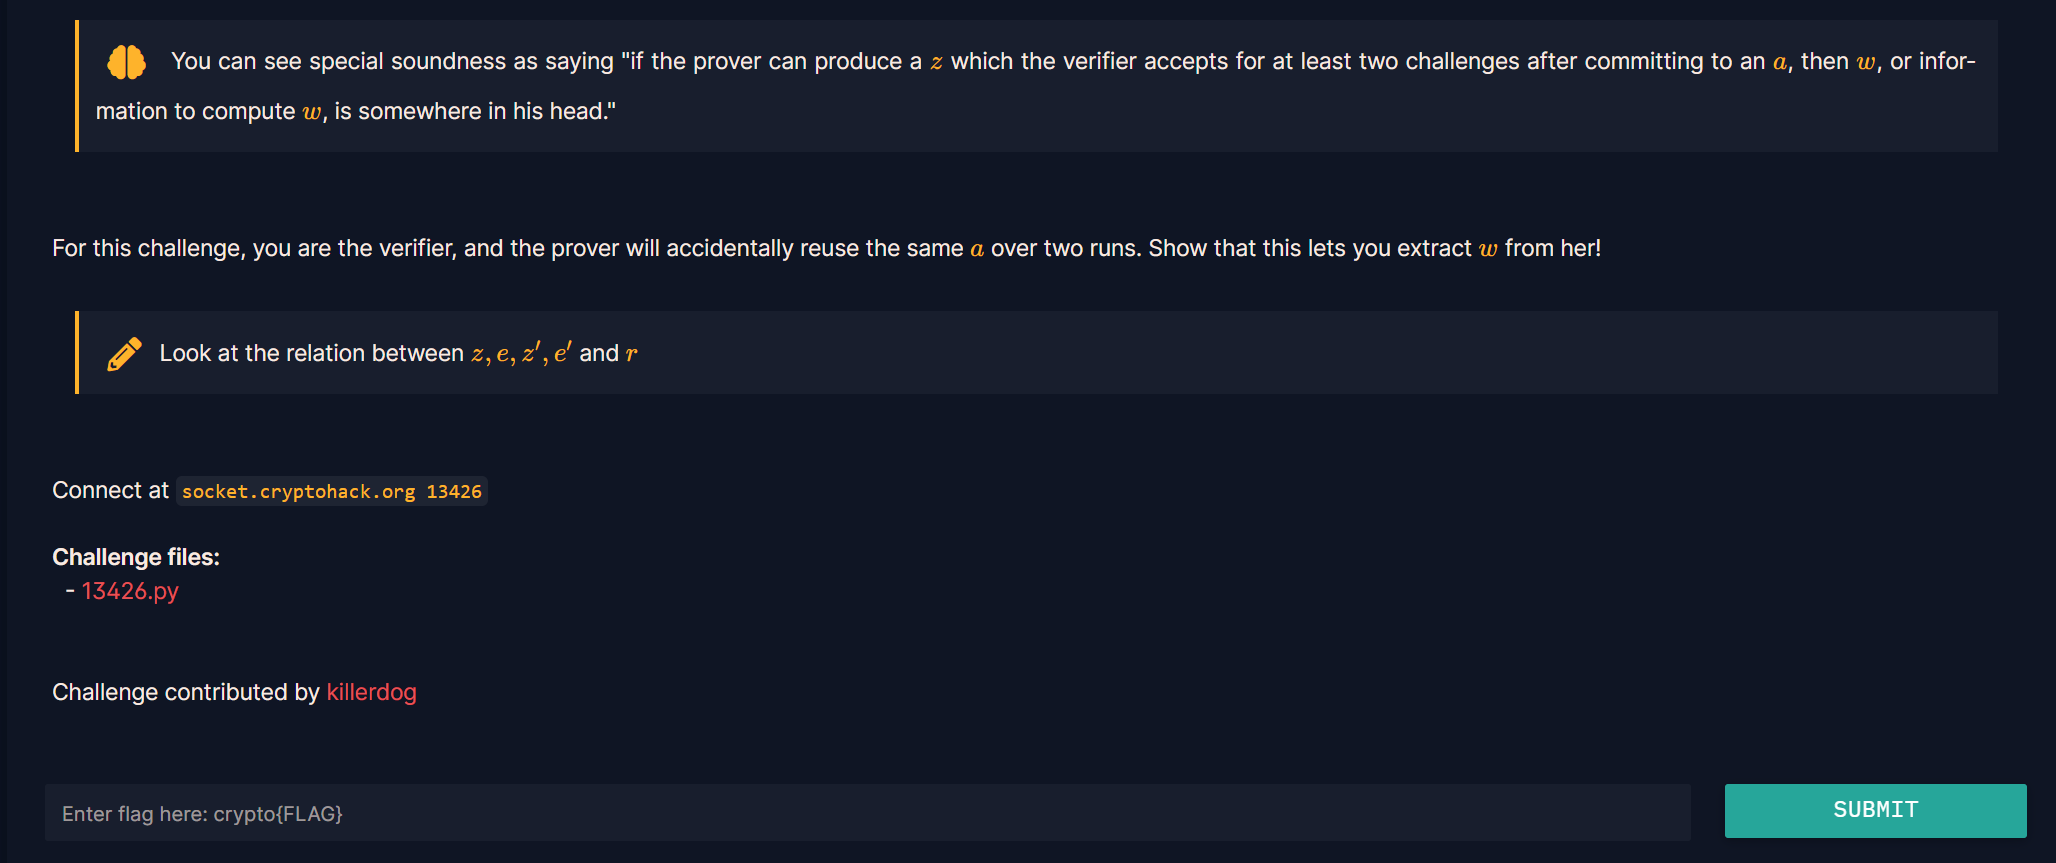 You can see special soundness as saying "if the prover can produce a z which the verifier accepts for at least two challenges after committing to an a, then w, or infor-
mation to compute w, is somewhere in his head."
For this challenge, you are the verifier, and the prover will accidentally reuse the same a over two runs. Show that this lets you extract w from her!
Look at the relation between z, e, z′, e′ and r
Connect at socket.cryptohack.org 13426
Challenge files:
- 13426.py
Challenge contributed by killerdog
Enter flag here: crypto{FLAG}
SUBMIT